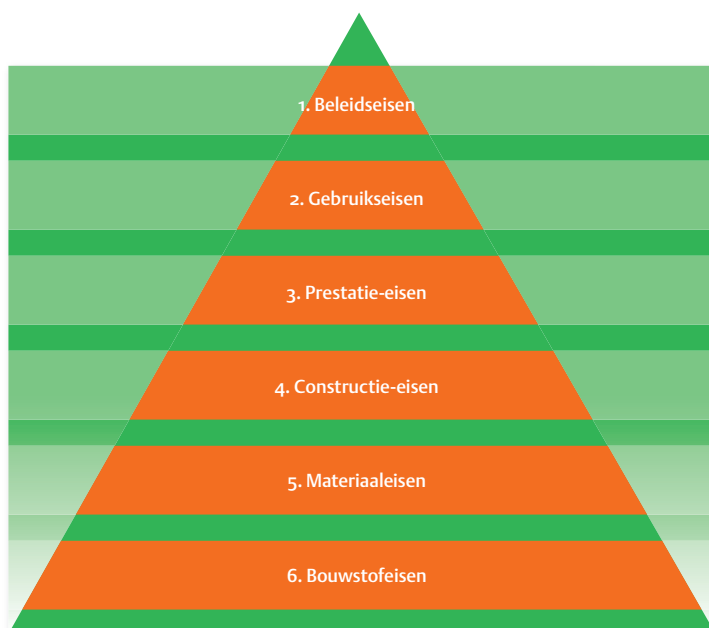 1. Beleidseisen
2. Gebruikseisen
3. Prestatie-eisen
4. Constructie-eisen
5. Materiaaleisen
6. Bouwstofeisen